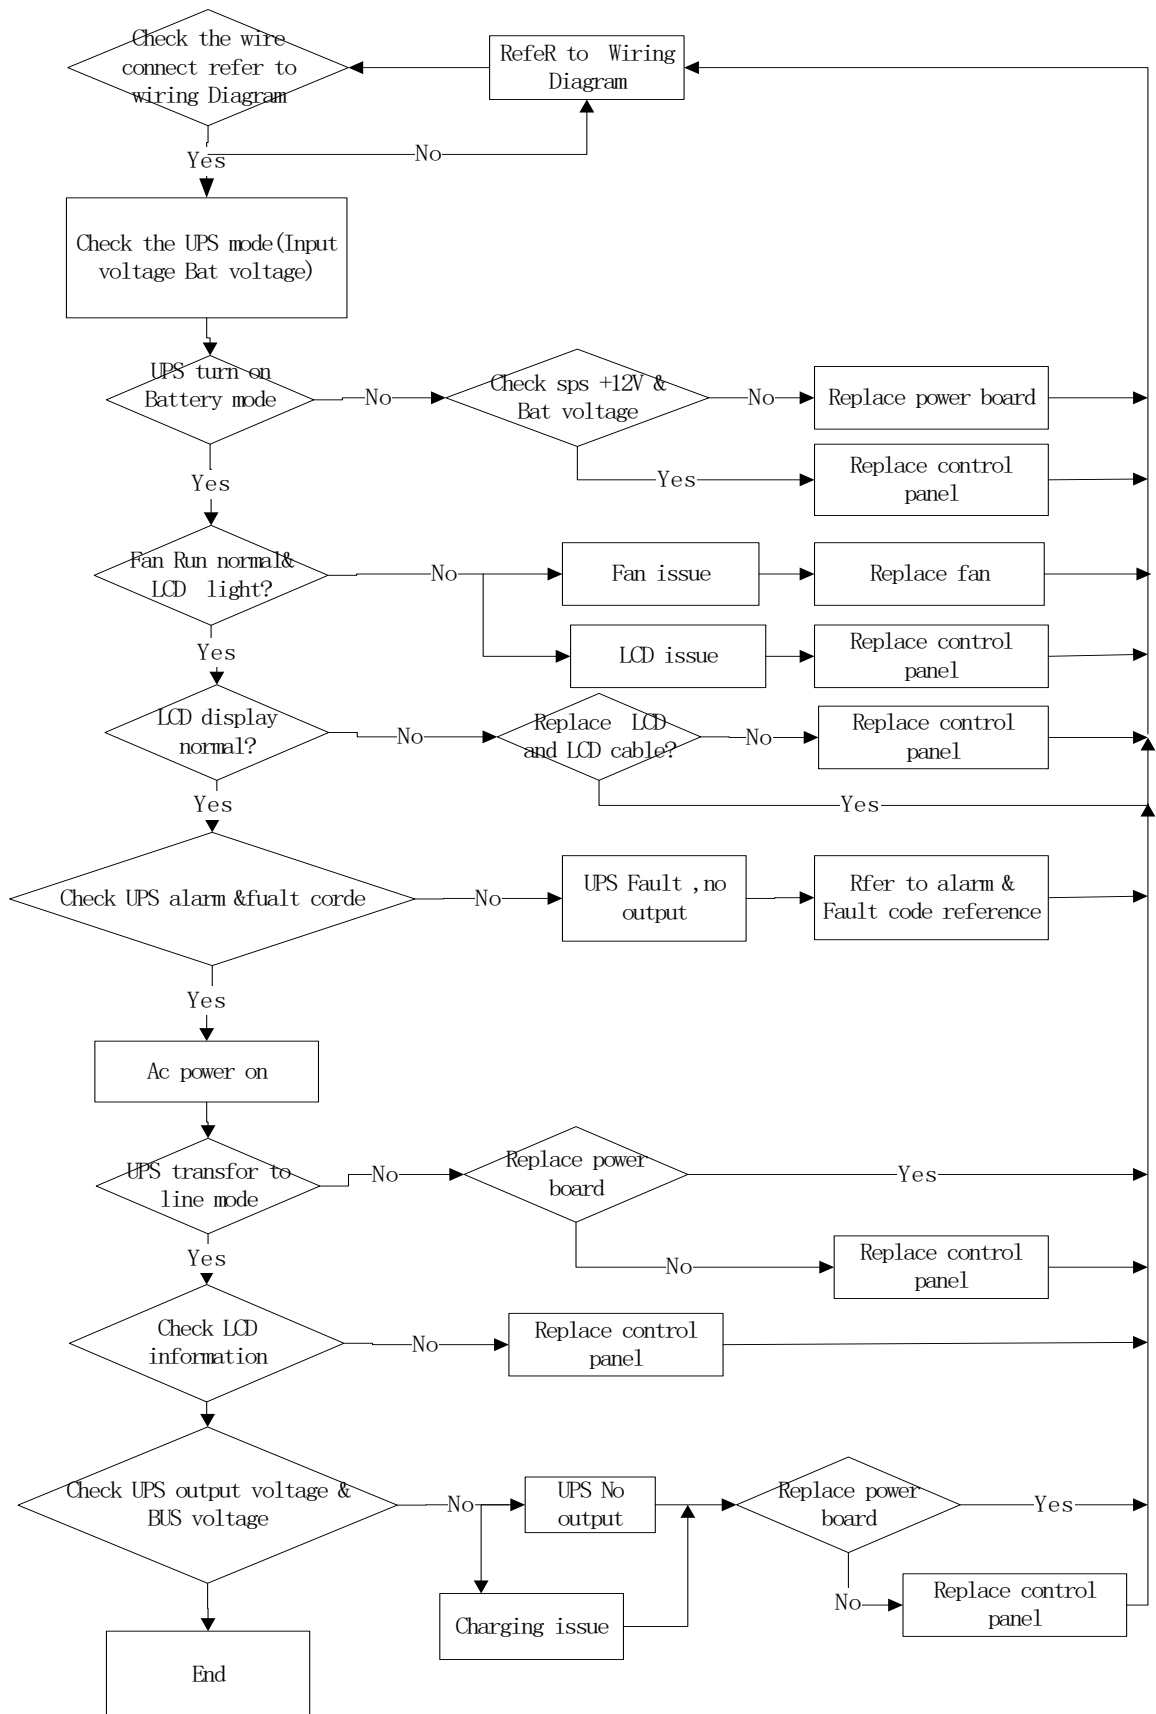 Check the wire
connect refer to
wiring Diagram
RefeR to Wiring
Diagram
No
Yes
Check the UPS mode(Input
voltage Bat voltage)
UPS turn on
Battery mode
No
Check sps +12V &
Bat voltage
No
Replace power board
Yes
Replace control
panel
Yes
Fan Run normal&
LCD light?
No
Fan issue
Replace fan
LCD issue
Replace control
panel
Yes
LCD display
normal?
No
Replace LCD
and LCD cable?
No
Replace control
panel
Yes
Yes
Check UPS alarm &fualt corde
No
UPS Fault ,no
output
Rfer to alarm &
Fault code reference
Yes
Ac power on
UPS transfor to
line mode
No
Replace power
board
Yes
Yes
No
Replace control
panel
Check LCD
information
No
Replace control
panel
Check UPS output voltage &
BUS voltage
No
UPS No
output
Replace power
board
Yes
Charging issue
No
Replace control
panel
End